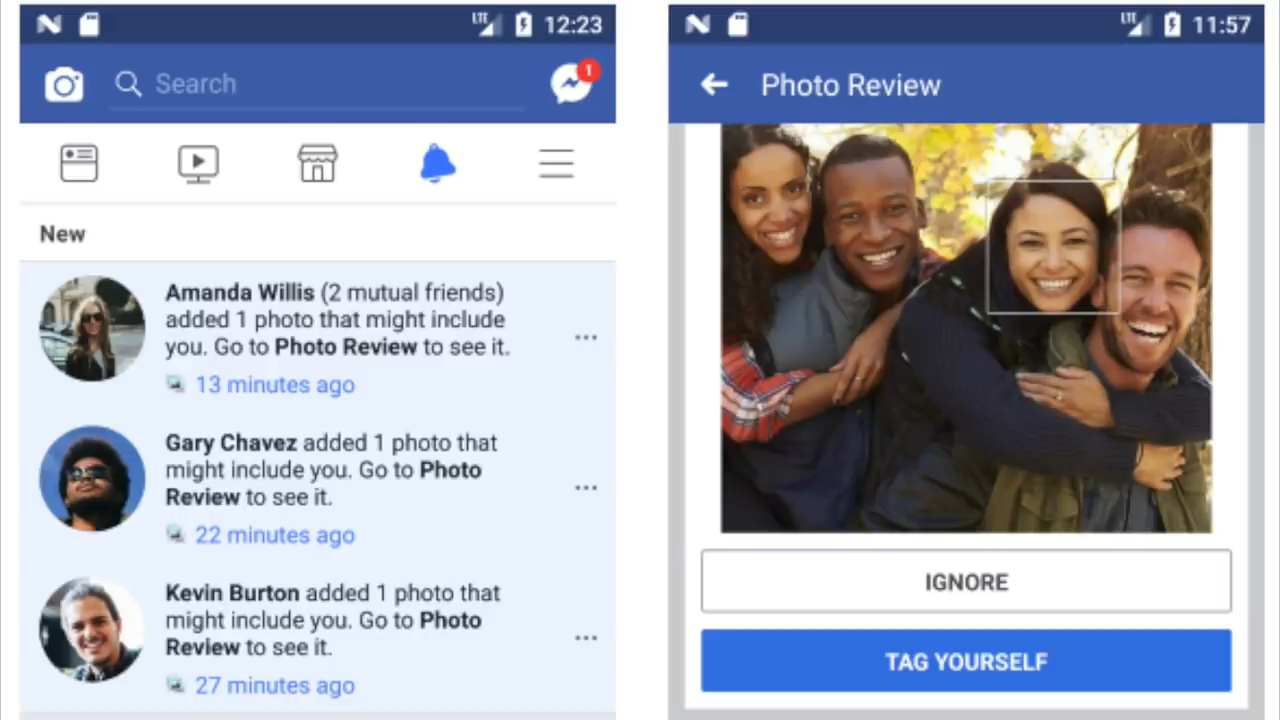 LTE 12:23
Search
1
New
Amanda Willis (2 mutual friends)
added 1 photo that might include
you. Go to Photo Review to see it.
13 minutes ago
Gary Chavez added 1 photo that
might include you. Go to Photo
Review to see it.
22 minutes ago
Kevin Burton added 1 photo that
might include you. Go to Photo
Review to see it.
27 minutes ago
LTE 11:57
Photo Review
IGNORE
TAG YOURSELF